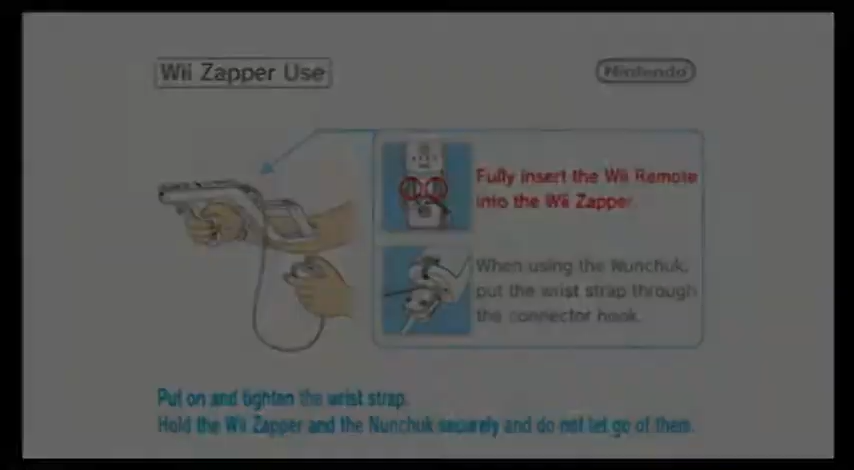 Wii Zapper Use
Nintendo
Fully insert the Wii Remote
into the Wii Zapper.
When using the Nunchuk,
put the wrist strap through
the connector hook.
Put on and tighten the wrist strap.
Hold the Wii Zapper and the Nunchuk securely and do not let go of them.